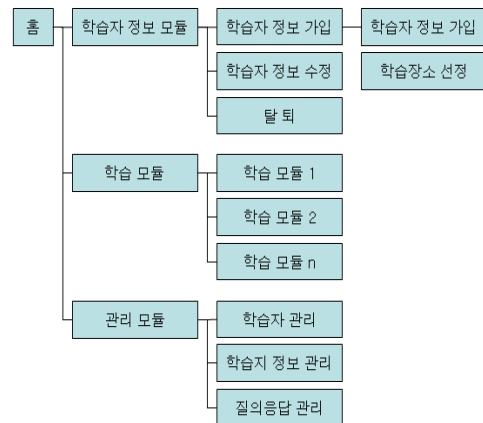 홈
학습자 정보 모듈
학습자 정보 가입
학습자 정보 가입
학습자 정보 수정
학습장소 선정
탈 퇴
학습 모듈
학습 모듈 1
학습 모듈 2
학습 모듈 n
관리 모듈
학습자 관리
학습지 정보 관리
질의응답 관리